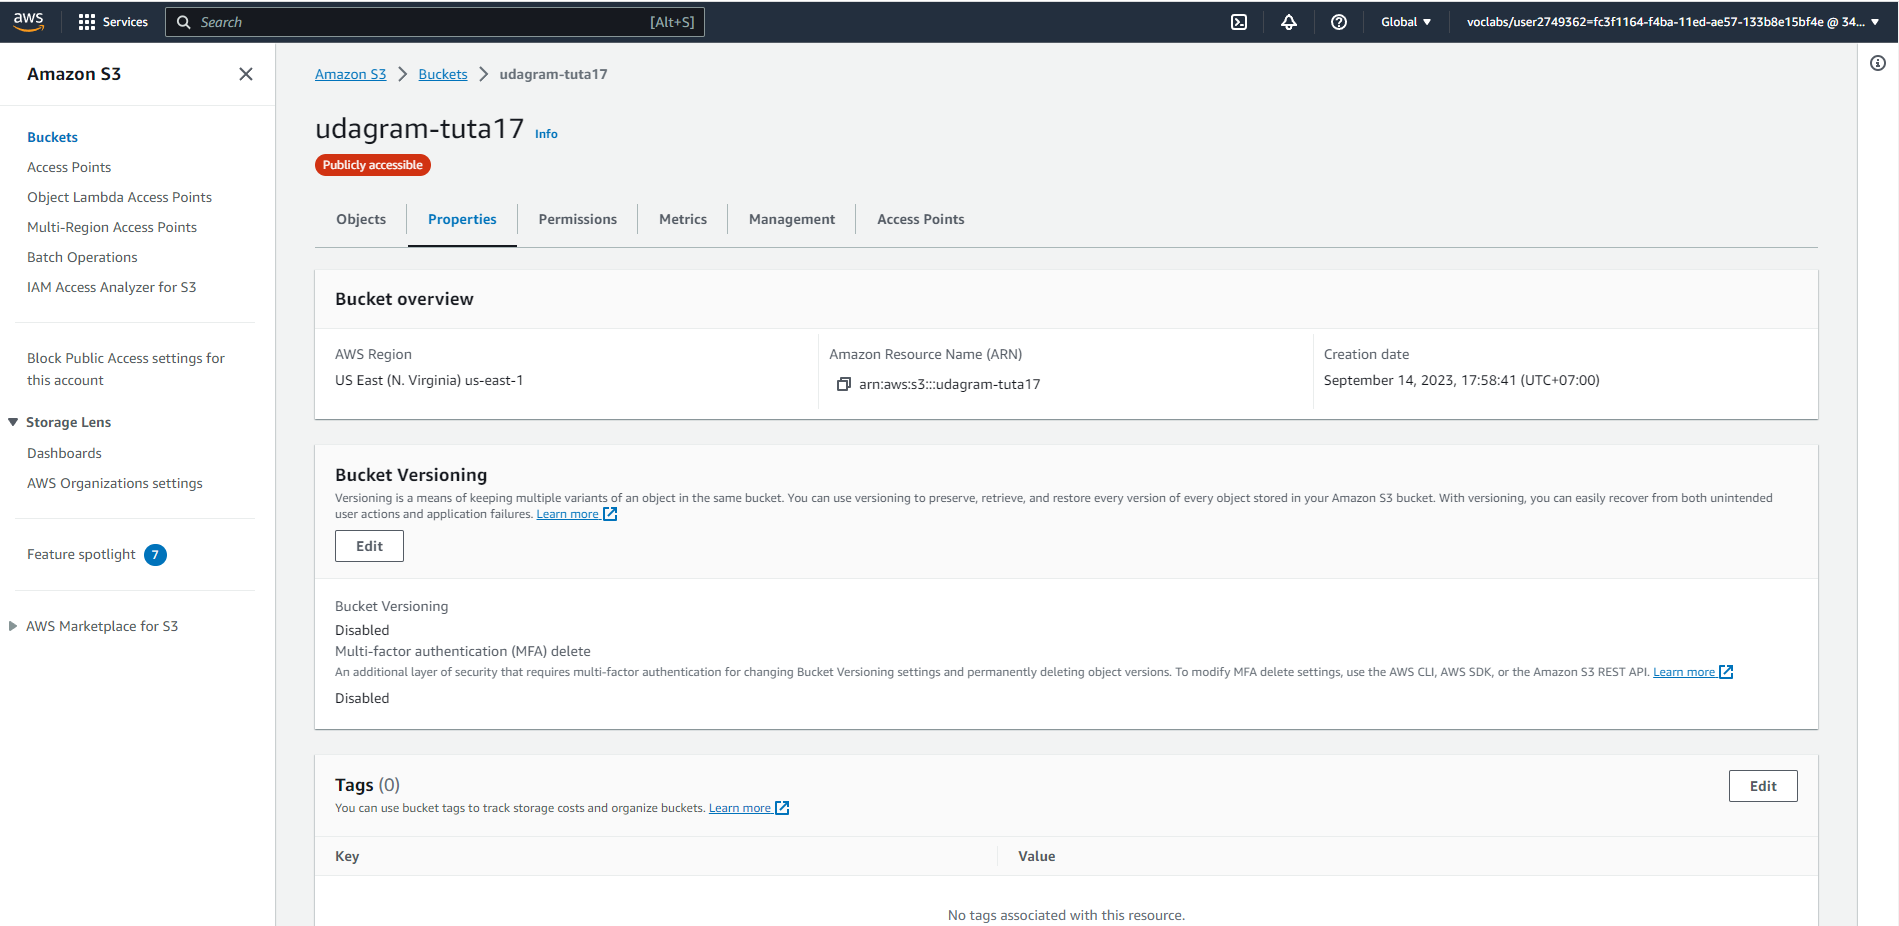 aws
Services
Search
[Alt+S]
Global
voclabs/user2749362=fc3f1164-f4ba-11ed-ae57-133b8e15bf4e @ 34...
Amazon S3
Buckets
Access Points
Object Lambda Access Points
Multi-Region Access Points
Batch Operations
IAM Access Analyzer for S3
Block Public Access settings for
this account
Storage Lens
Dashboards
AWS Organizations settings
Feature spotlight 7
AWS Marketplace for S3
Amazon S3 > Buckets > udagram-tuta17
udagram-tuta17 Info
Publicly accessible
Objects
Properties
Permissions
Metrics
Management
Access Points
Bucket overview
AWS Region
US East (N. Virginia) us-east-1
Amazon Resource Name (ARN)
arn:aws:s3:::udagram-tuta17
Creation date
September 14, 2023, 17:58:41 (UTC+07:00)
Bucket Versioning
Versioning is a means of keeping multiple variants of an object in the same bucket. You can use versioning to preserve, retrieve, and restore every version of every object stored in your Amazon S3 bucket. With versioning, you can easily recover from both unintended
user actions and application failures. Learn more
Edit
Bucket Versioning
Disabled
Multi-factor authentication (MFA) delete
An additional layer of security that requires multi-factor authentication for changing Bucket Versioning settings and permanently deleting object versions. To modify MFA delete settings, use the AWS CLI, AWS SDK, or the Amazon S3 REST API. Learn more
Disabled
Tags (0)
You can use bucket tags to track storage costs and organize buckets. Learn more
Edit
Key
Value
No tags associated with this resource.